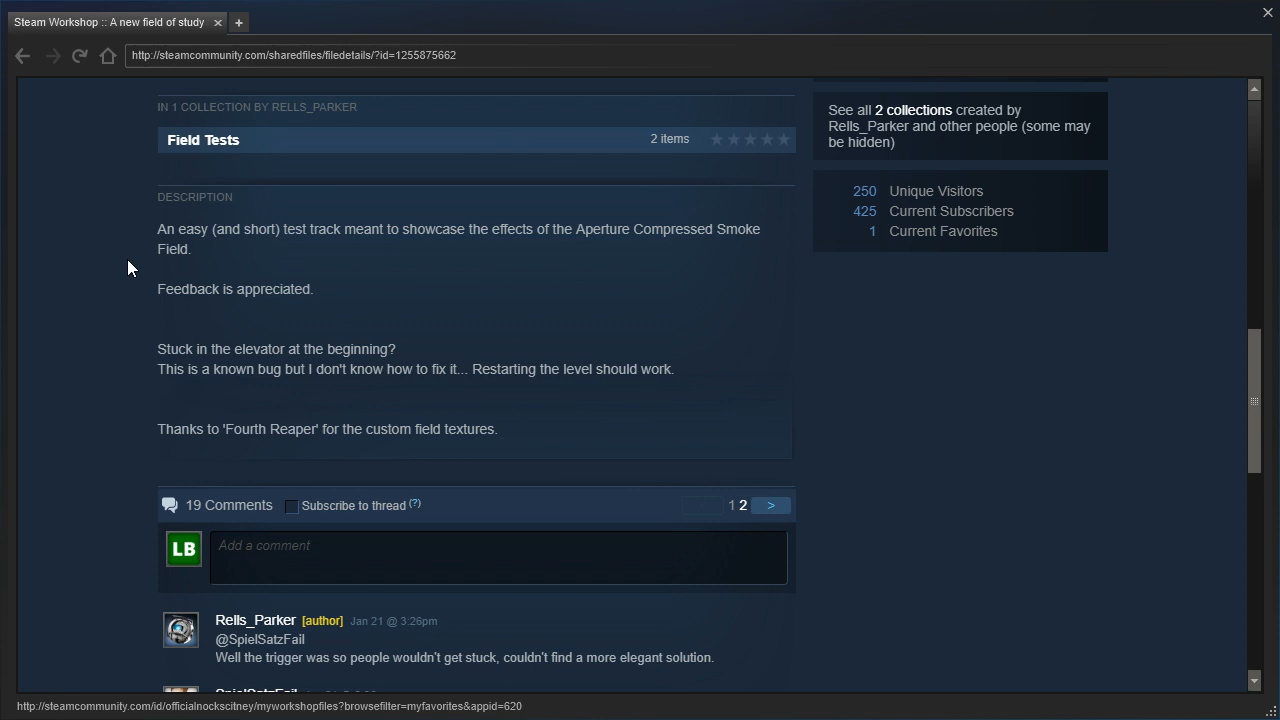 Steam Workshop :: A new field of study
http://steamcommunity.com/sharedfiles/filedetails/?id=1255875662
IN 1 COLLECTION BY RELLS_PARKER
Field Tests 2 items
DESCRIPTION
An easy (and short) test track meant to showcase the effects of the Aperture Compressed Smoke
Field.
Feedback is appreciated.
Stuck in the elevator at the beginning?
This is a known bug but I don't know how to fix it... Restarting the level should work.
Thanks to 'Fourth Reaper' for the custom field textures.
See all 2 collections created by
Rells_Parker and other people (some may
be hidden)
250 Unique Visitors
425 Current Subscribers
1 Current Favorites
19 Comments Subscribe to thread (?) 1 2 >
LB
Add a comment
Rells_Parker [author] Jan 21 @ 3:26pm
@SpielSatzFail
Well the trigger was so people wouldn't get stuck, couldn't find a more elegant solution.
SpielSatzFail
http://steamcommunity.com/id/officialnockscitney/myworkshopfiles?browsefilter=myfavorites&appid=620